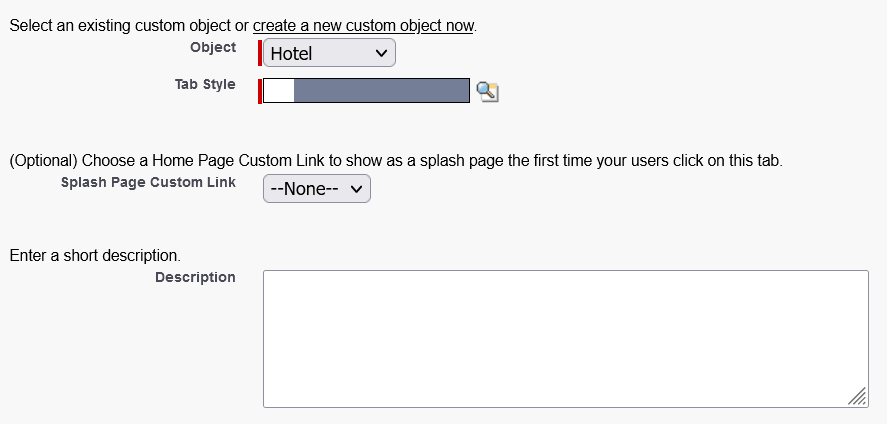 Select an existing custom object or create a new custom object now.
Object Hotel
Tab Style
(Optional) Choose a Home Page Custom Link to show as a splash page the first time your users click on this tab.
Splash Page Custom Link --None--
Enter a short description.
Description